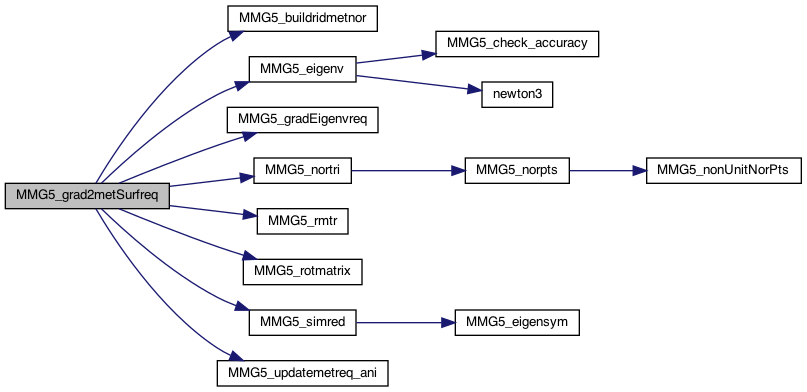 MMG5_grad2metSurfreq
MMG5_buildridmetnor
MMG5_eigenv
MMG5_check_accuracy
newton3
MMG5_gradEigenvreq
MMG5_nortri
MMG5_norpts
MMG5_nonUnitNorPts
MMG5_rmtr
MMG5_rotmatrix
MMG5_simred
MMG5_eigensym
MMG5_updatemetreq_ani